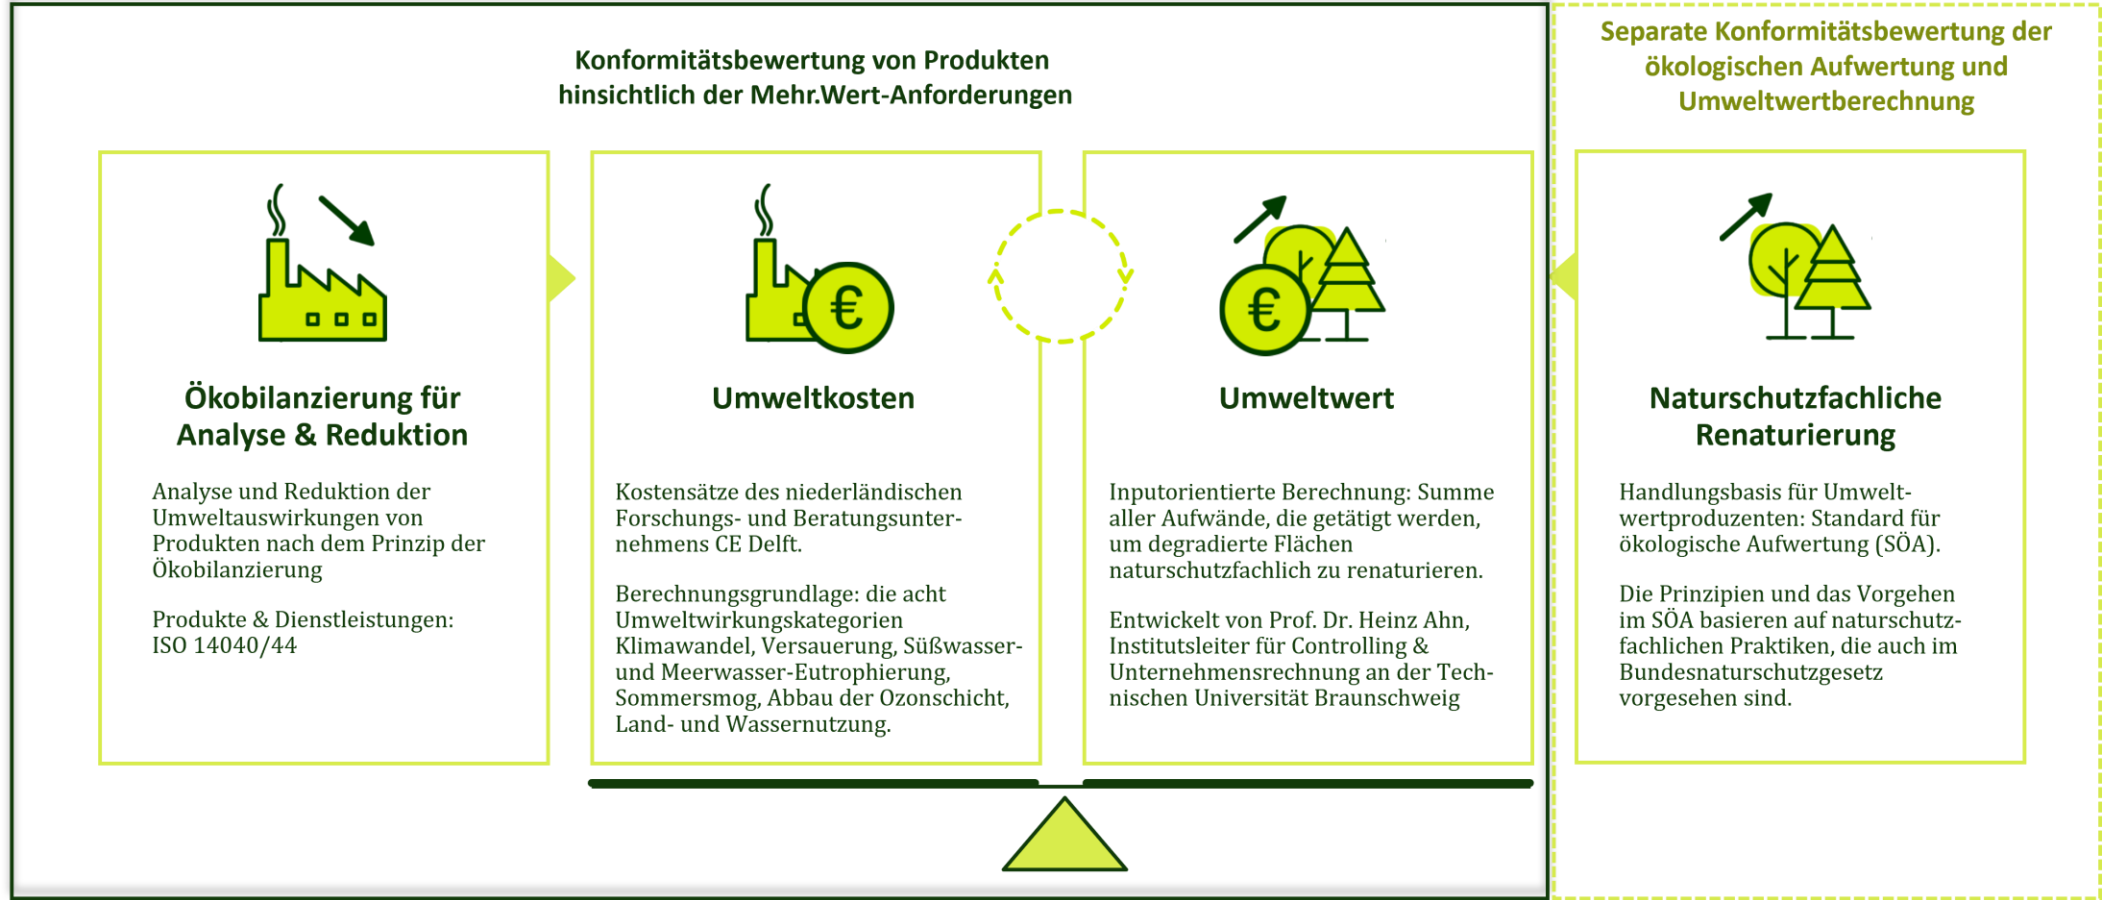 Konformitätsbewertung von Produkten
hinsichtlich der Mehr.Wert-Anforderungen
Separate Konformitätsbewertung der
ökologischen Aufwertung und
Umweltwertberechnung
Ökobilanzierung für
Analyse & Reduktion
Analyse und Reduktion der
Umweltauswirkungen von
Produkten nach dem Prinzip der
Ökobilanzierung
Produkte & Dienstleistungen:
ISO 14040/44
€
Umweltkosten
Kostensätze des niederländischen
Forschungs- und Beratungsunter-
nehmens CE Delft.
Berechnungsgrundlage: die acht
Umweltwirkungskategorien
Klimawandel, Versauerung, Süßwasser-
und Meerwasser-Eutrophierung,
Sommersmog, Abbau der Ozonschicht,
Land- und Wassernutzung.
€
Umweltwert
Inputorientierte Berechnung: Summe
aller Aufwände, die getätigt werden,
um degradierte Flächen
naturschutzfachlich zu renaturieren.
Entwickelt von Prof. Dr. Heinz Ahn,
Institutsleiter für Controlling &
Unternehmensrechnung an der Tech-
nischen Universität Braunschweig
Naturschutzfachliche
Renaturierung
Handlungsbasis für Umwelt-
wertproduzenten: Standard für
ökologische Aufwertung (SÖA).
Die Prinzipien und das Vorgehen
im SÖA basieren auf naturschutz-
fachlichen Praktiken, die auch im
Bundesnaturschutzgesetz
vorgesehen sind.